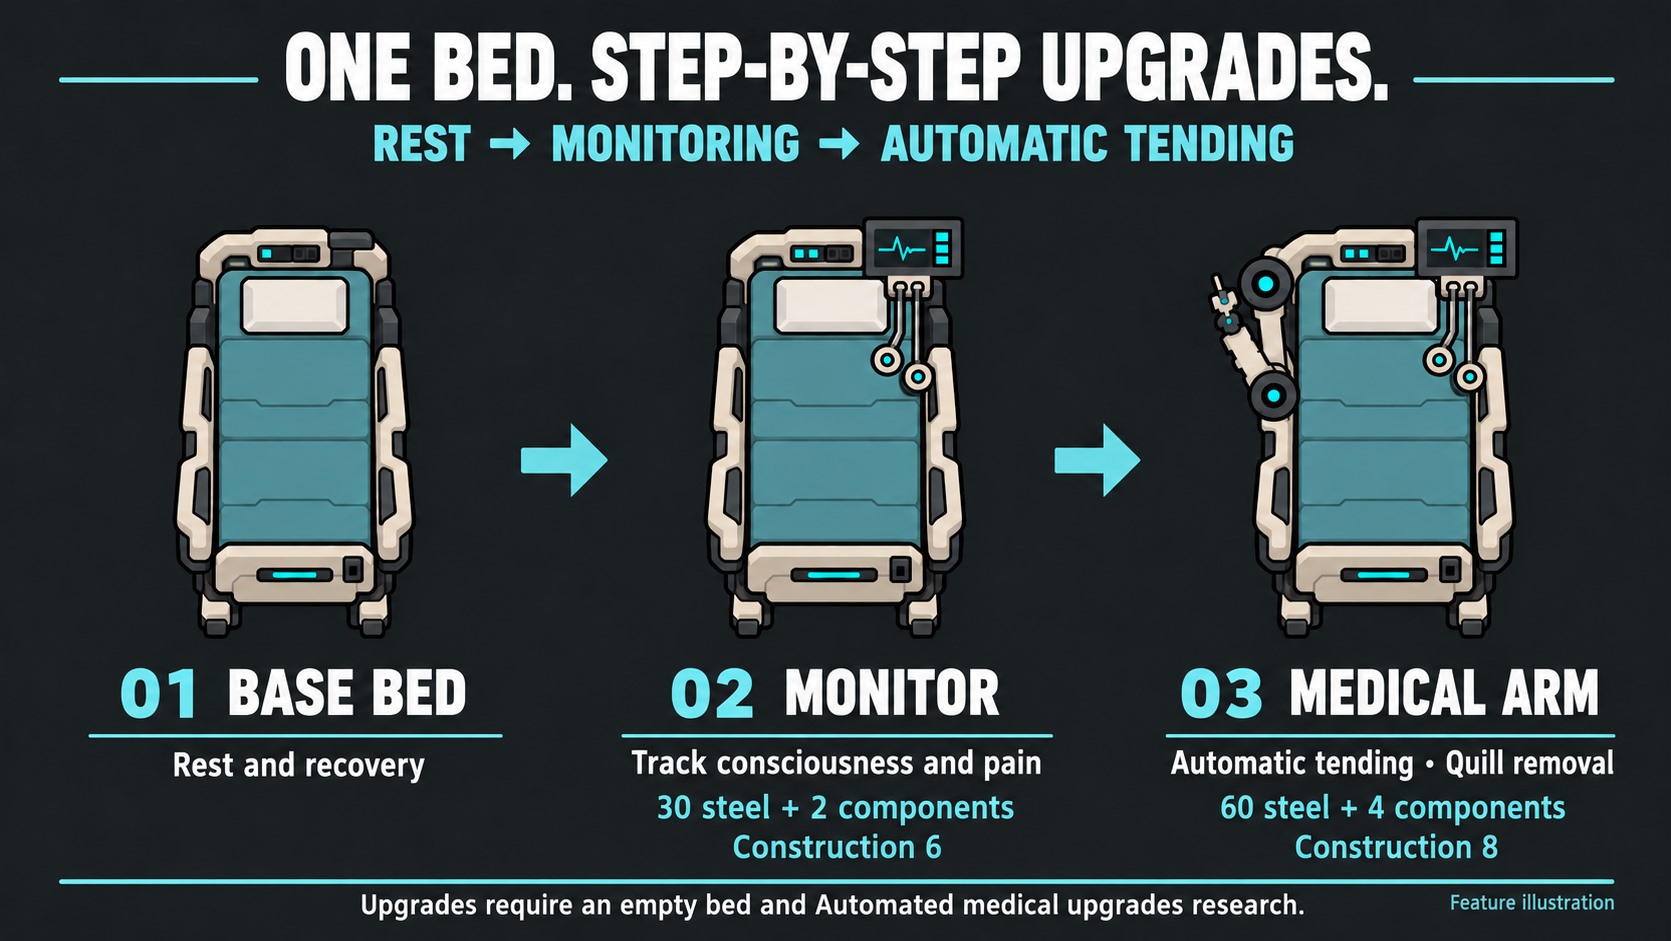 ONE BED. STEP-BY-STEP UPGRADES.
REST → MONITORING → AUTOMATIC TENDING
01 BASE BED
Rest and recovery
02 MONITOR
Track consciousness and pain
30 steel + 2 components
Construction 6
03 MEDICAL ARM
Automatic tending • Quill removal
60 steel + 4 components
Construction 8
Upgrades require an empty bed and Automated medical upgrades research.
Feature illustration